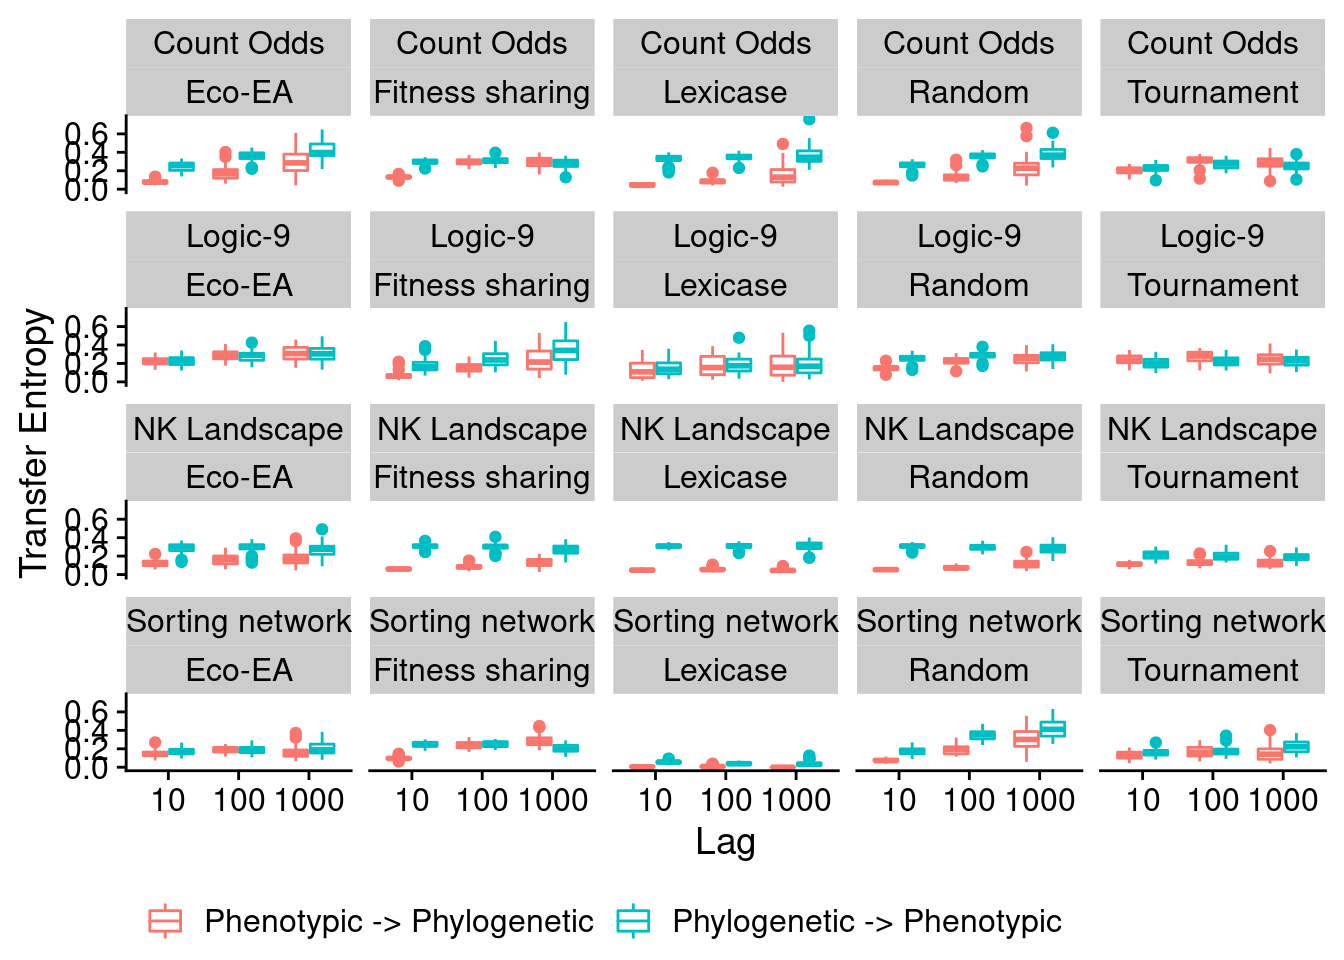 Count Odds Count Odds Count Odds Count Odds Count Odds
Eco-EA Fitness sharing Lexicase Random Tournament
0.6
0.4
0.2
0.0
Logic-9 Logic-9 Logic-9 Logic-9 Logic-9
Eco-EA Fitness sharing Lexicase Random Tournament
0.6
0.4
0.2
0.0
NK Landscape NK Landscape NK Landscape NK Landscape NK Landscape
Eco-EA Fitness sharing Lexicase Random Tournament
0.6
0.4
0.2
0.0
Sorting network Sorting network Sorting network Sorting network Sorting network
Eco-EA Fitness sharing Lexicase Random Tournament
0.6
0.4
0.2
0.0
Transfer Entropy
10 100 1000 10 100 1000 10 100 1000 10 100 1000 10 100 1000
Lag
Phenotypic -> Phylogenetic Phylogenetic -> Phenotypic